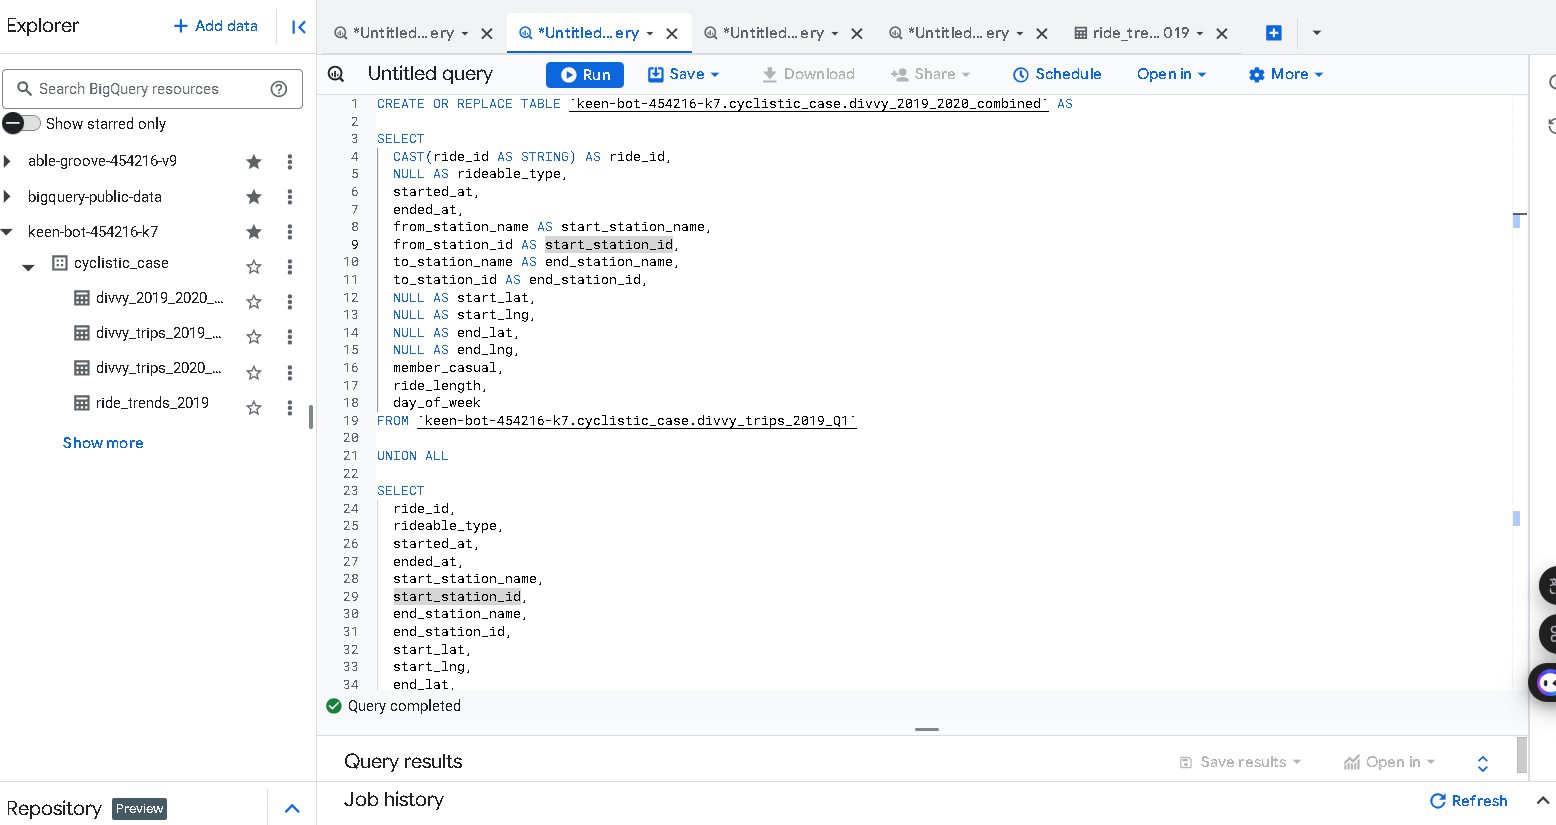 Explorer
+ Add data
Search BigQuery resources
Show starred only
able-groove-454216-v9
bigquery-public-data
keen-bot-454216-k7
cyclistic_case
divvy_2019_2020_...
divvy_trips_2019_...
divvy_trips_2020_...
ride_trends_2019
Show more
Repository Preview
*Untitled... ery
*Untitled... ery
*Untitled... ery
*Untitled... ery
ride_tre... 019
Untitled query
Run
Save
Download
Share
Schedule
Open in
More
1 CREATE OR REPLACE TABLE `keen-bot-454216-k7.cyclistic_case.divvy_2019_2020_combined` AS
2
3 SELECT
4 CAST(ride_id AS STRING) AS ride_id,
5 NULL AS rideable_type,
6 started_at,
7 ended_at,
8 from_station_name AS start_station_name,
9 from_station_id AS start_station_id,
10 to_station_name AS end_station_name,
11 to_station_id AS end_station_id,
12 NULL AS start_lat,
13 NULL AS start_lng,
14 NULL AS end_lat,
15 NULL AS end_lng,
16 member_casual,
17 ride_length,
18 day_of_week
19 FROM `keen-bot-454216-k7.cyclistic_case.divvy_trips_2019_Q1`
20
21 UNION ALL
22
23 SELECT
24 ride_id,
25 rideable_type,
26 started_at,
27 ended_at,
28 start_station_name,
29 start_station_id,
30 end_station_name,
31 end_station_id,
32 start_lat,
33 start_lng,
34 end_lat,
Query completed
Query results
Save results
Open in
Job history
Refresh